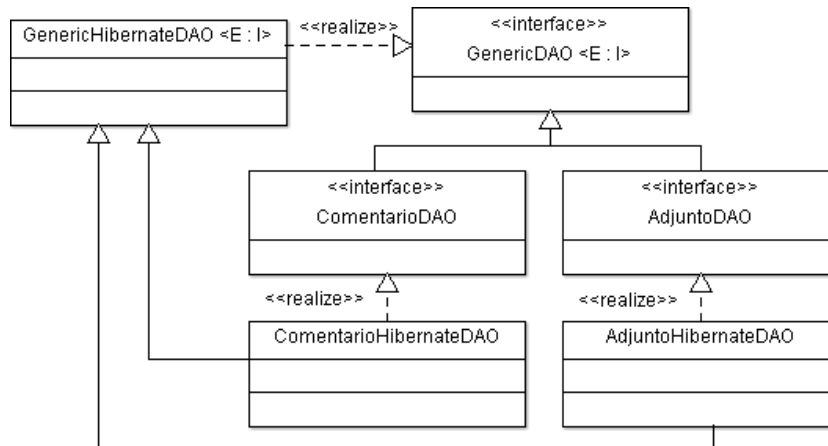 GenericHibernateDAO <E : I>
<<realize>>
<<interface>>
GenericDAO <E : I>
<<interface>>
ComentarioDAO
<<interface>>
AdjuntoDAO
<<realize>>
<<realize>>
ComentarioHibernateDAO
AdjuntoHibernateDAO